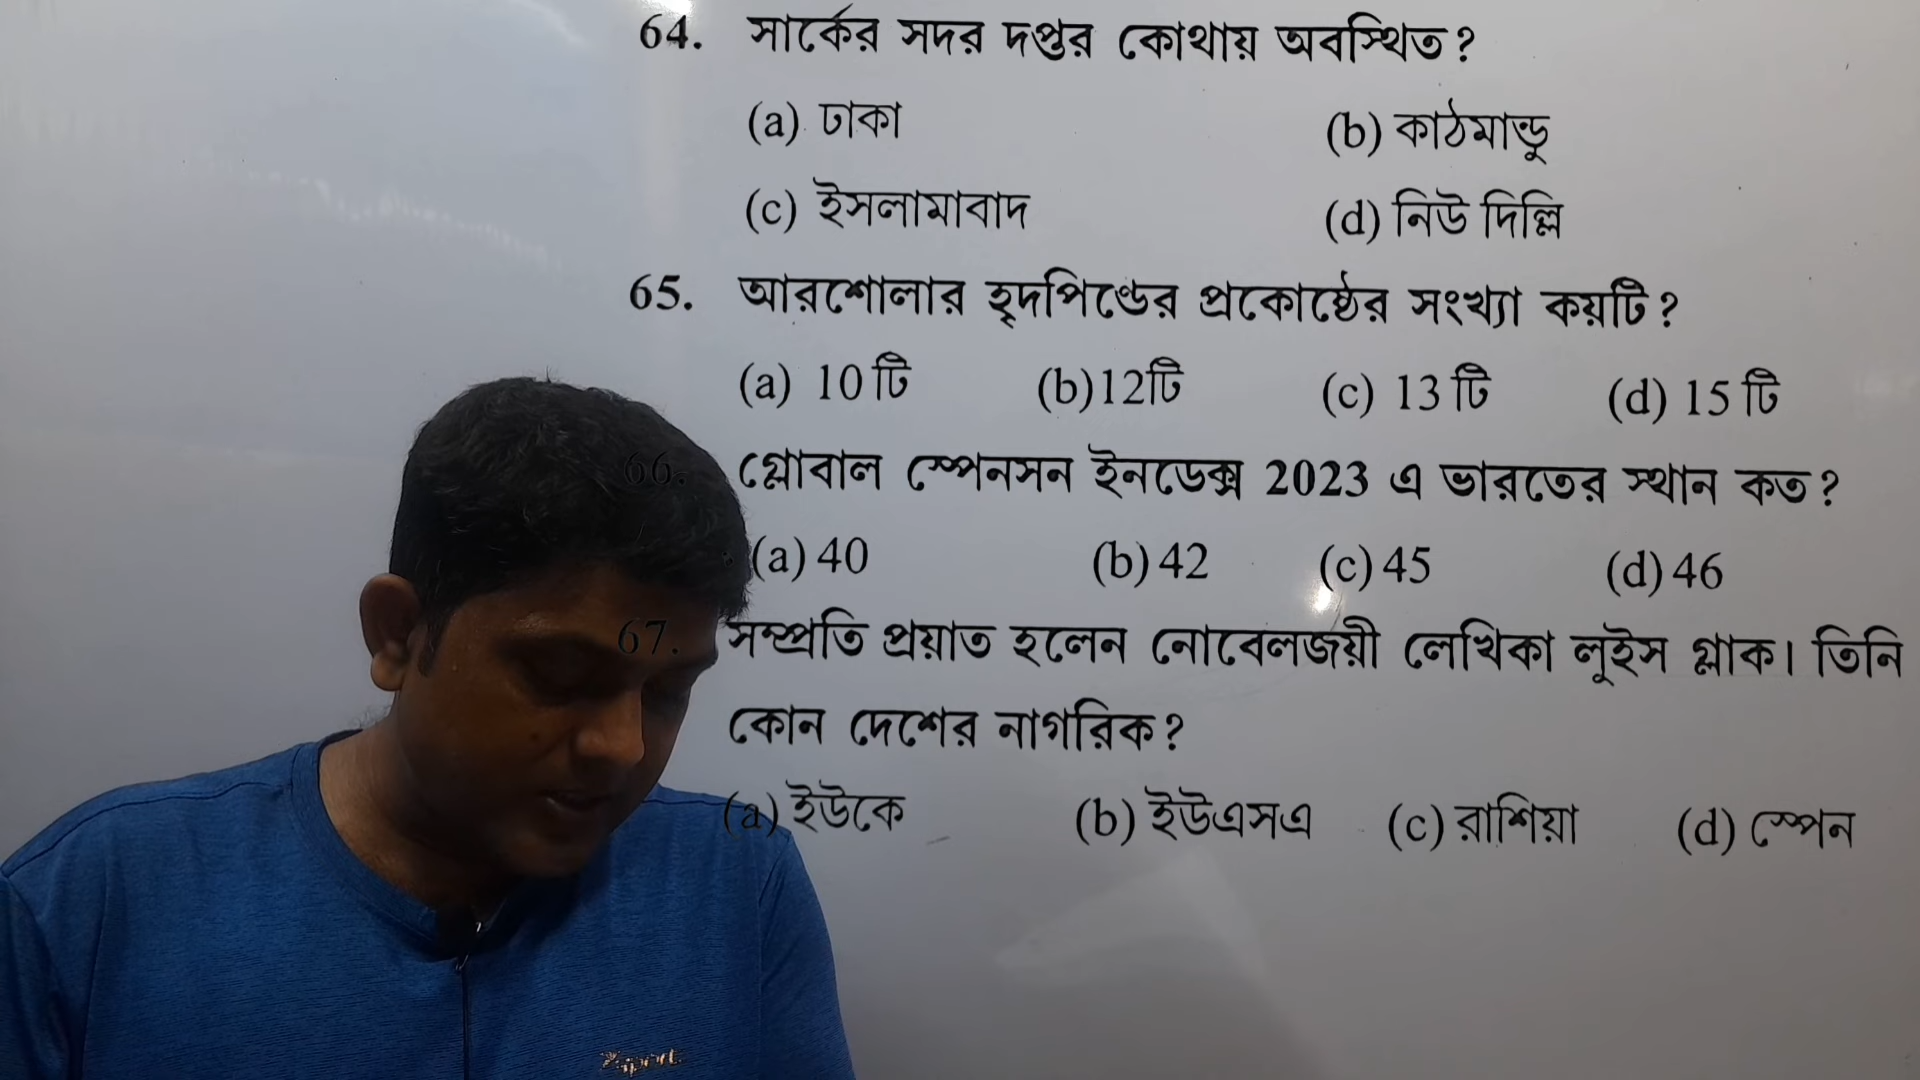 64. সার্কের সদর দপ্তর কোথায় অবস্থিত?
(a) ঢাকা (b) কাঠমান্ডু
(c) ইসলামাবাদ (d) নিউ দিল্লি
65. আরশোলার হৃদপিণ্ডের প্রকোষ্ঠের সংখ্যা কয়টি?
(a) 10 টি (b) 12টি (c) 13 টি (d) 15 টি
66. গ্লোবাল স্পেনসন ইনডেক্স 2023 এ ভারতের স্থান কত?
(a) 40 (b) 42 (c) 45 (d) 46
67. সম্প্রতি প্রয়াত হলেন নোবেলজয়ী লেখিকা লুইস গ্লাক। তিনি
কোন দেশের নাগরিক?
(a) ইউকে (b) ইউএসএ (c) রাশিয়া (d) স্পেন